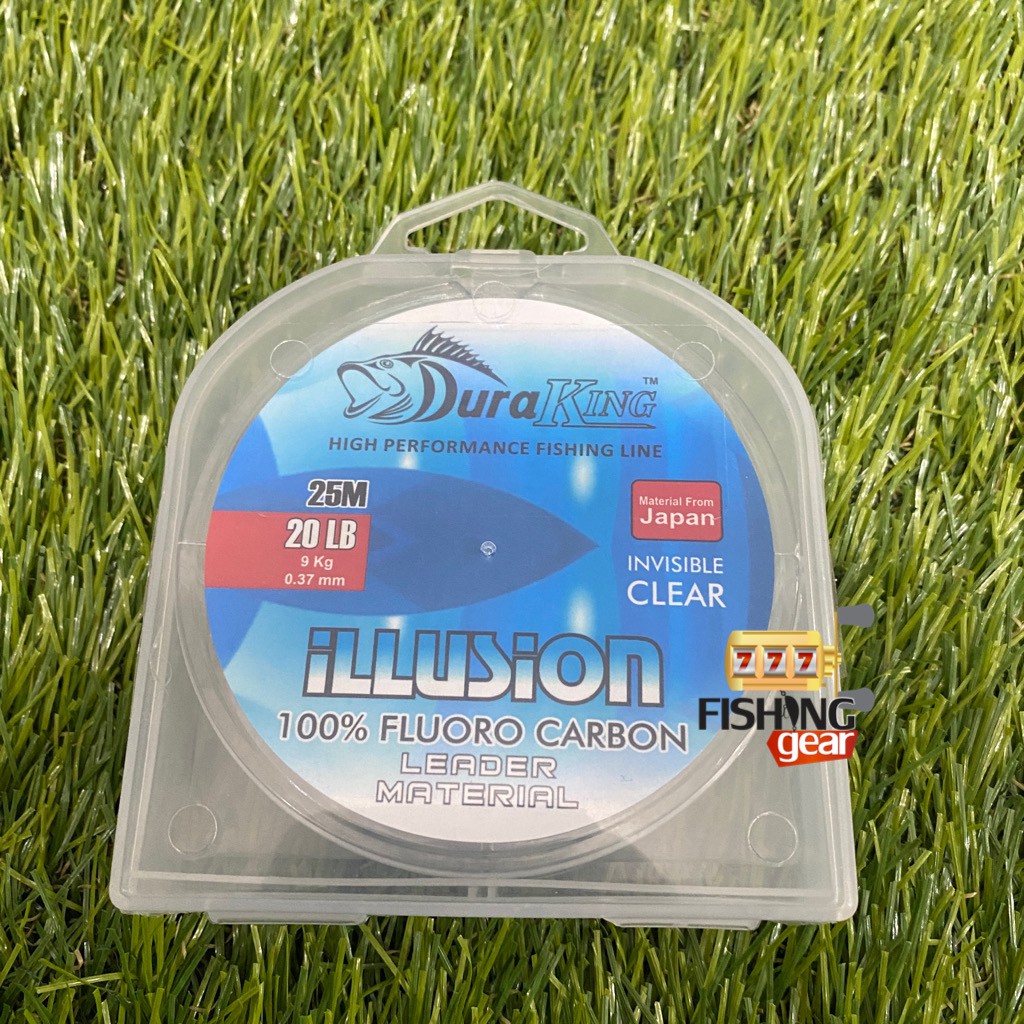 DuraKing™
HIGH PERFORMANCE FISHING LINE
25M
20 LB
9 Kg
0.37 mm
Material From
Japan
INVISIBLE
CLEAR
iLLUSiON
100% FLUORO CARBON
LEADER
MATERIAL
777
FISHING
gear